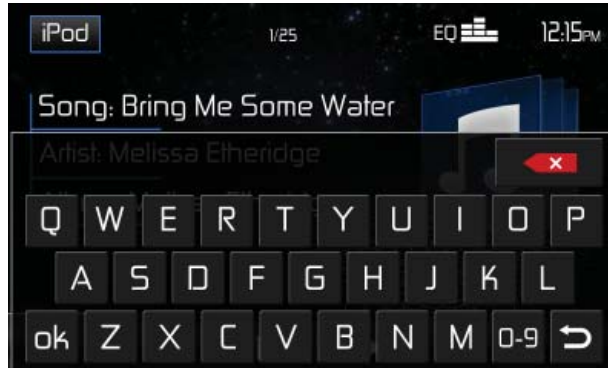 iPod 1/25 EQ 12:15PM
Song: Bring Me Some Water
Artist: Melissa Etheridge
Q W E R T Y U I O P
A S D F G H J K L
ok Z X C V B N M 0-9